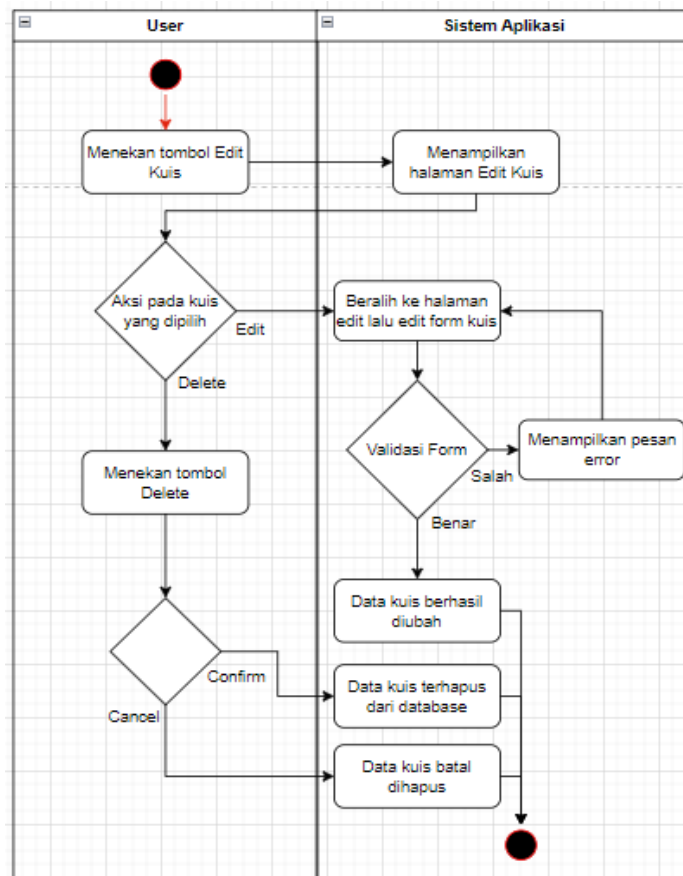 User
Sistem Aplikasi
Menekan tombol Edit
Kuis
Menampilkan
halaman Edit Kuis
Aksi pada kuis
yang dipilih
Edit
Beralih ke halaman
edit lalu edit form kuis
Delete
Validasi Form
Salah
Menampilkan pesan
error
Menekan tombol
Delete
Benar
Data kuis berhasil
diubah
Confirm
Data kuis terhapus
dari database
Cancel
Data kuis batal
dihapus